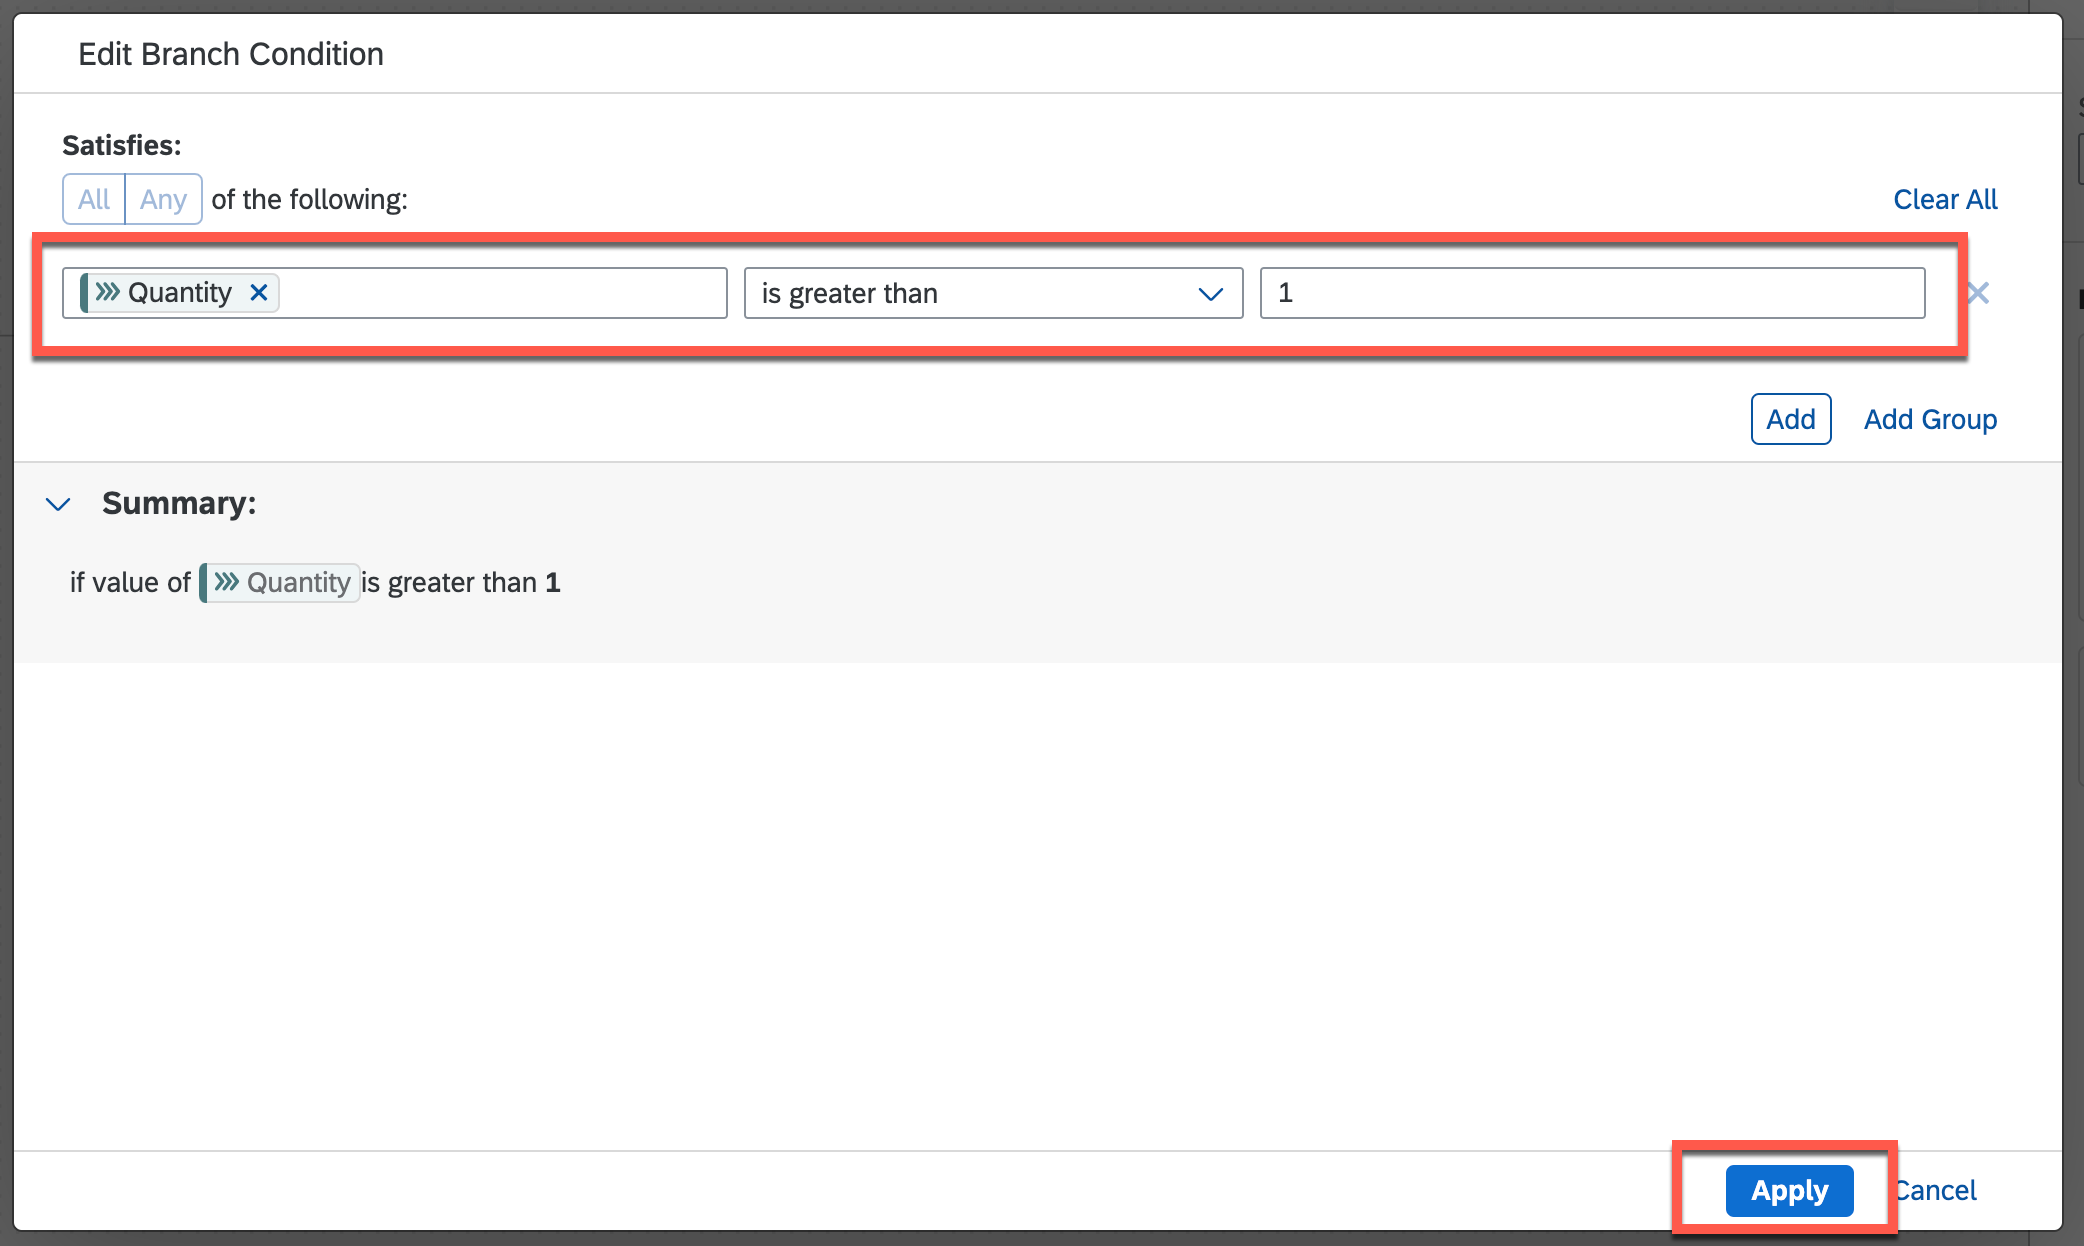 Edit Branch Condition
Satisfies:
All Any of the following: Clear All
Quantity is greater than 1
Add Add Group
Summary:
if value of Quantity is greater than 1
Apply Cancel